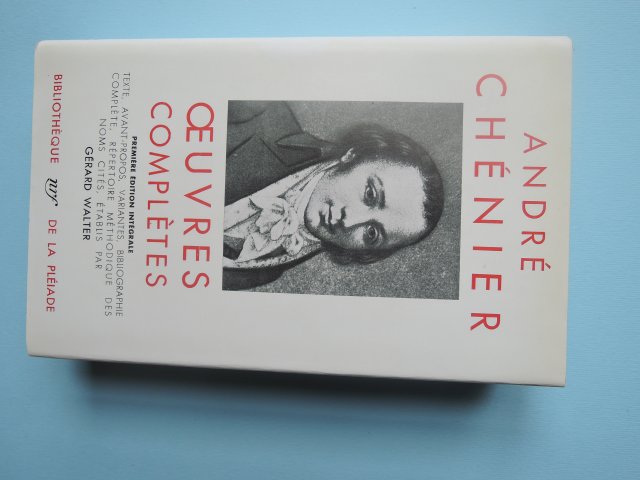 ANDRÉ
CHÉNIER
ŒUVRES
COMPLÈTES
PREMIÈRE ÉDITION INTÉGRALE
TEXTE, AVANT-PROPOS, VARIANTES, BIBLIOGRAPHIE
COMPLÈTE, RÉPERTOIRE MÉTHODIQUE DES
NOMS CITÉS, ÉTABLIS PAR
GÉRARD WALTER
BIBLIOTHÈQUE nrf DE LA PLÉIADE